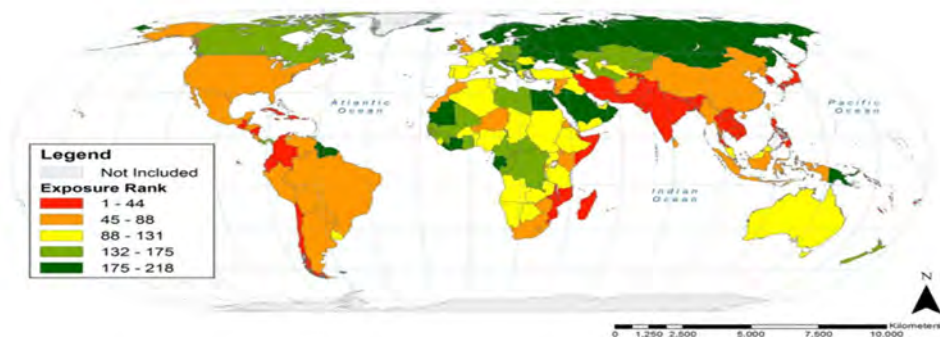 Atlantic
Ocean
Pacific
Ocean
Indian
Ocean
Legend
Not Included
Exposure Rank
1 - 44
45 - 88
88 - 131
132 - 175
175 - 218
N
Kilometers
0 1.250 2.500 5.000 7.500 10.000